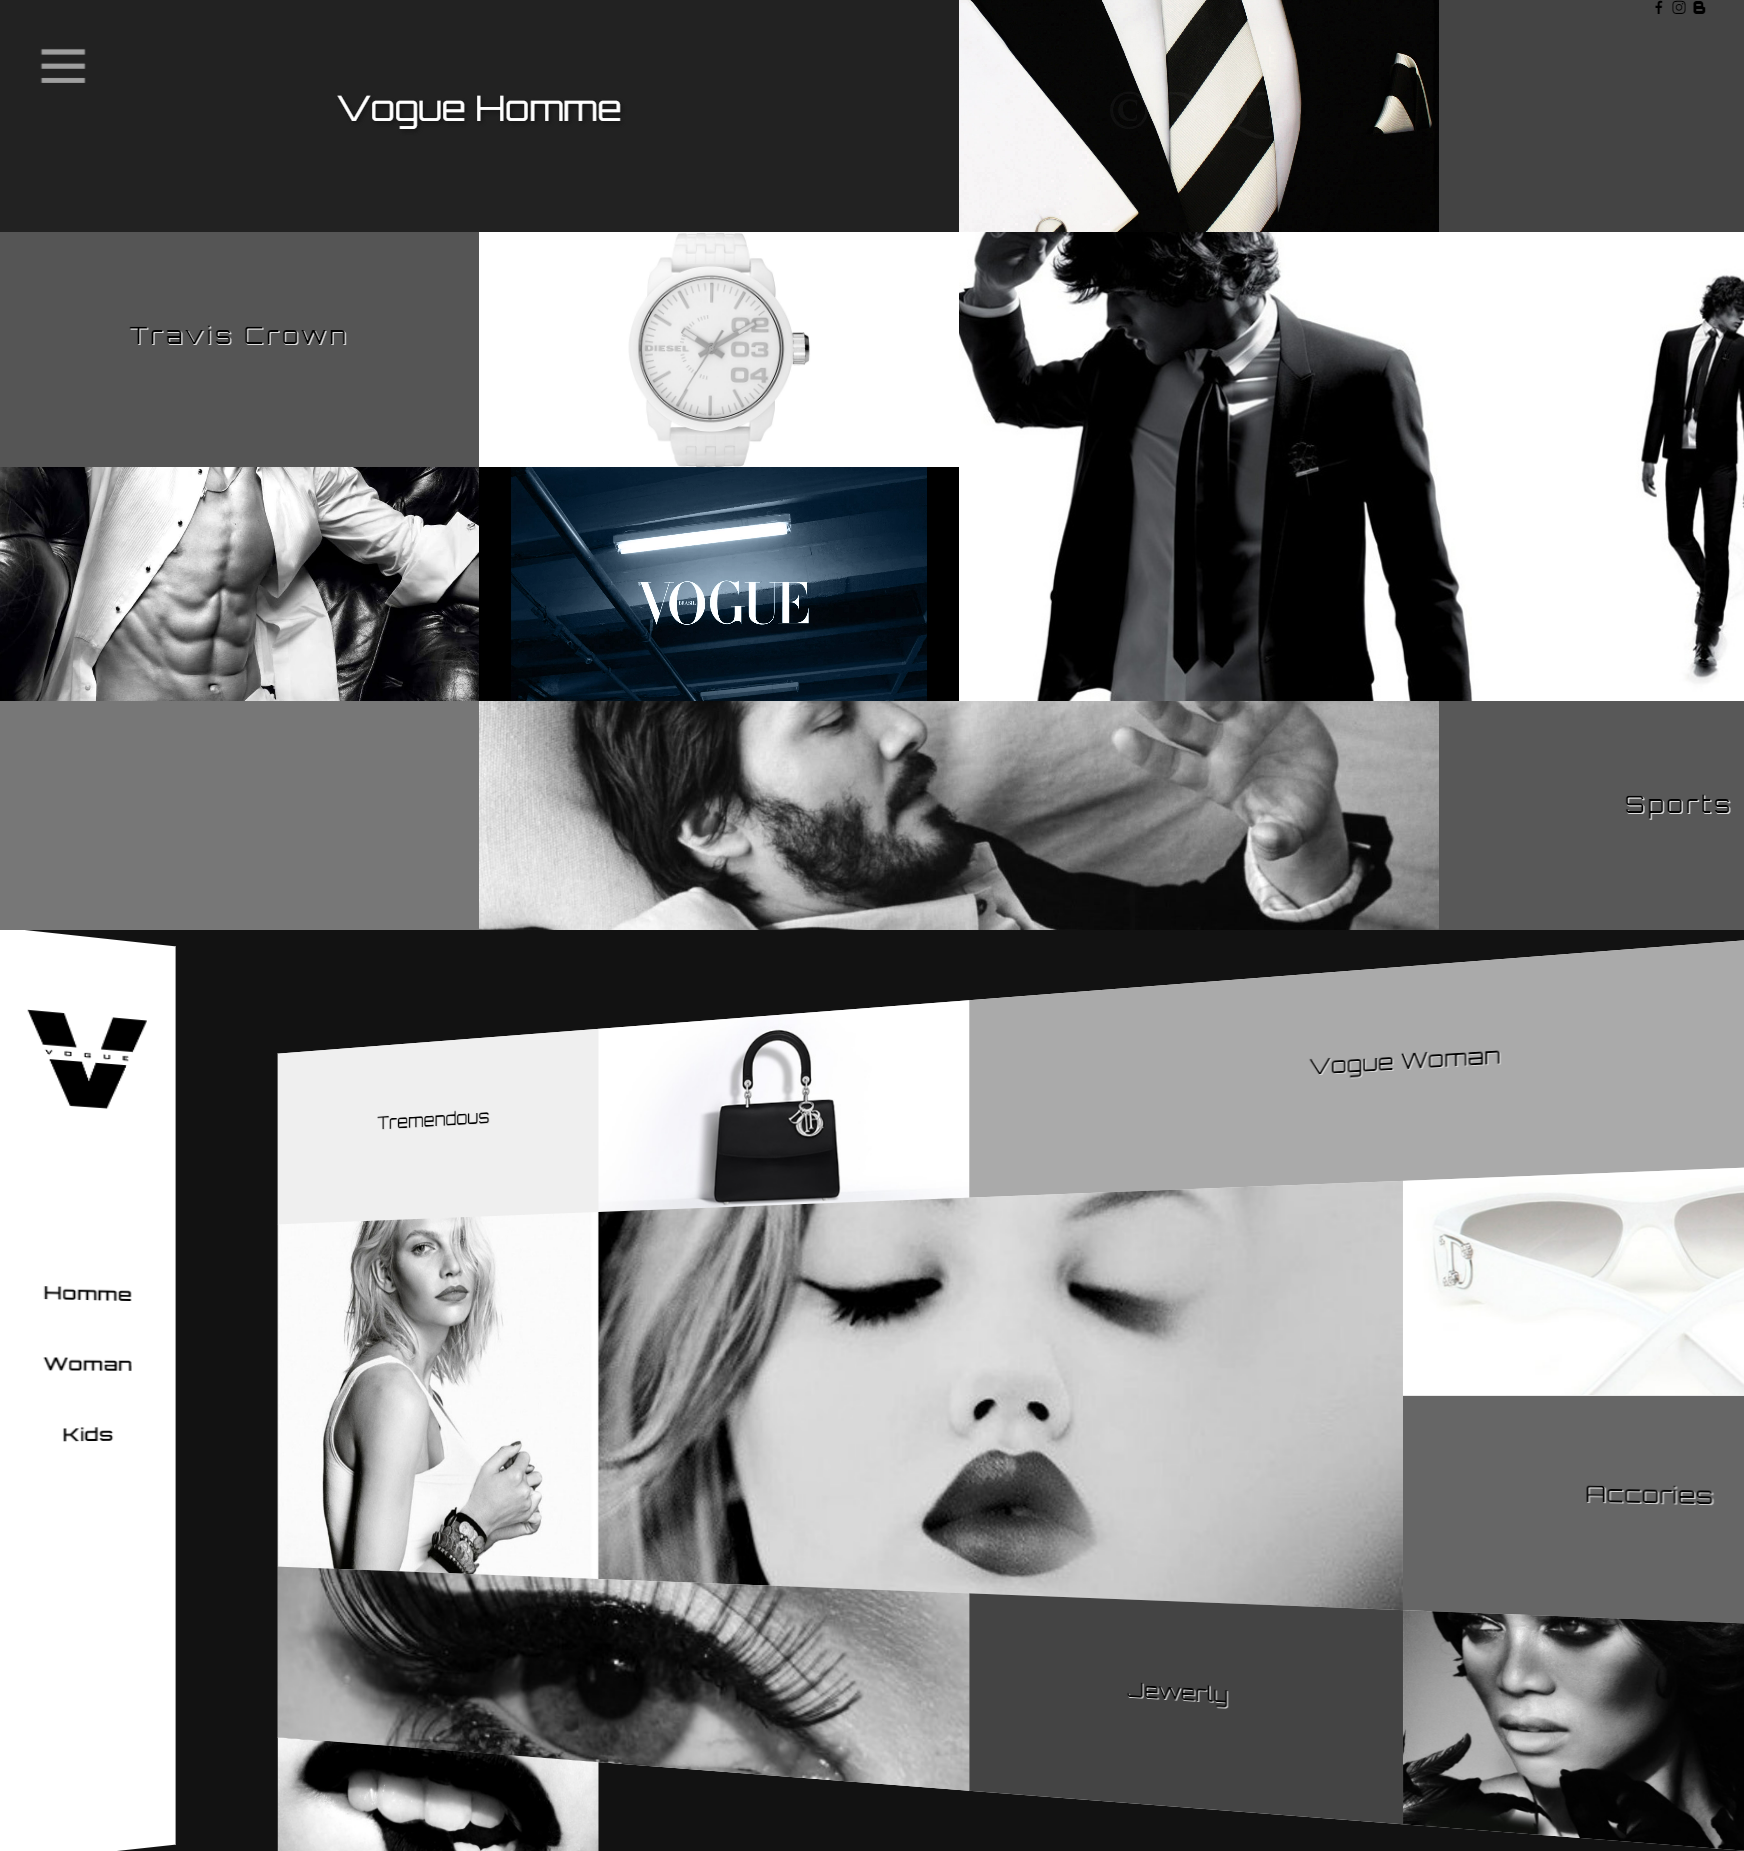 Vogue Homme
Travis Crown
DIESEL
02
03
04
VOGUE
BRASIL
Sports
VOGUE
Tremendous
Vogue Woman
Homme
Woman
Kids
Accories
Jewerly